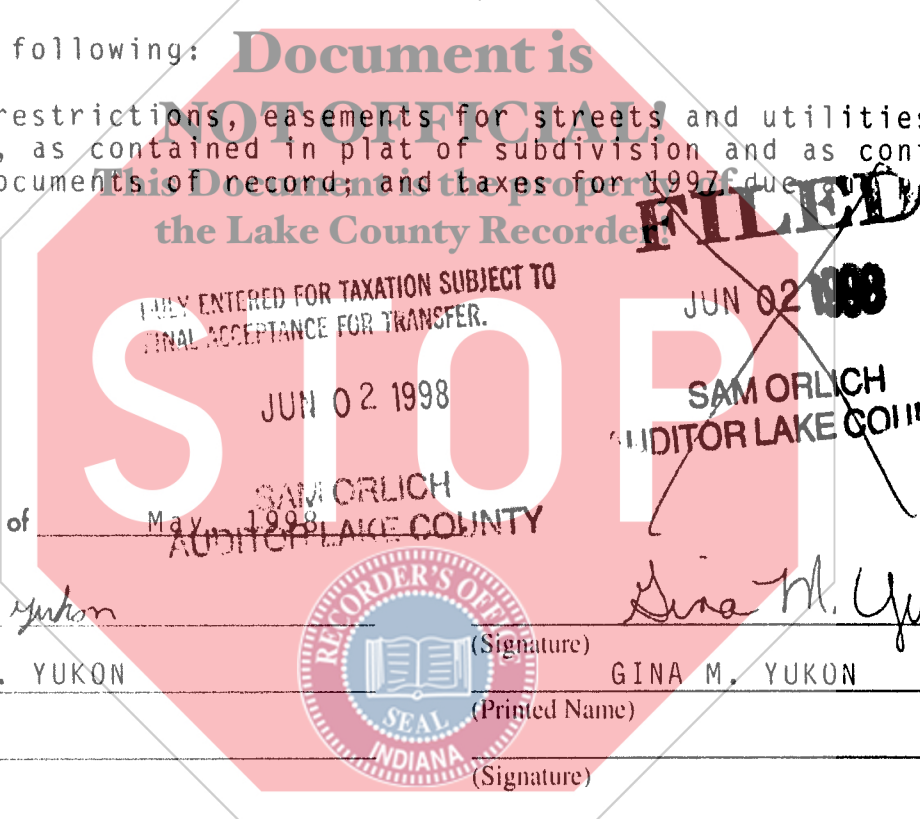 following:
Document is
restrictions, easements for streets and utilities
NOT OFFICIAL!
, as contained in plat of subdivision and as con
ocuments of record; and taxes for 1997 due
This Document is the property of
the Lake County Recorder!
FILED
DULY ENTERED FOR TAXATION SUBJECT TO
FINAL ACCEPTANCE FOR TRANSFER.
JUN 02 1998
JUN 02 1998
SAM ORLICH
AUDITOR LAKE COUN
STOP
SAM ORLICH
AUDITOR LAKE COUNTY
of May 1998
Yukon
Gina M. Yu
(Signature)
. YUKON
GINA M. YUKON
(Printed Name)
(Signature)
RECORDER'S OFFICE
SEAL
INDIANA